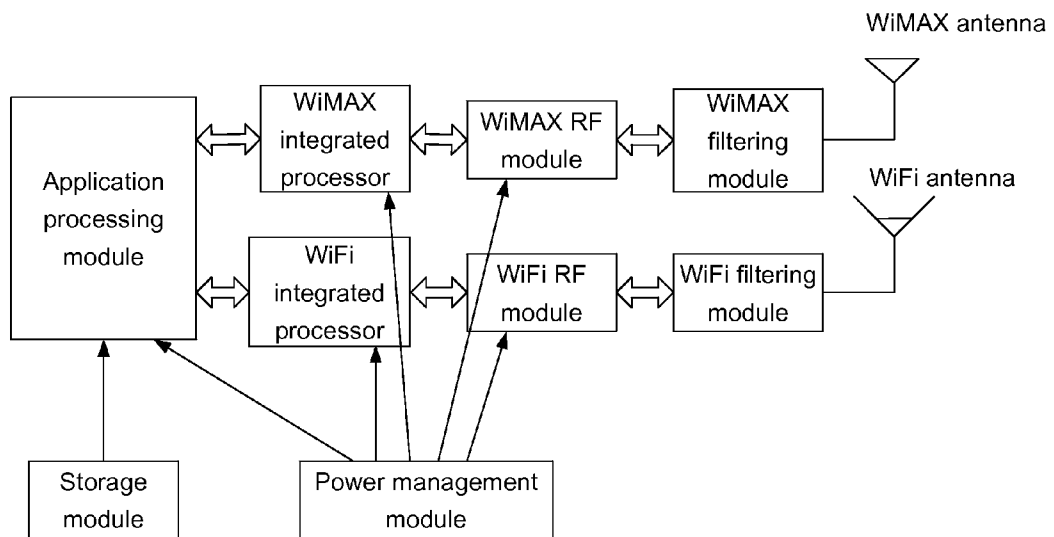 WiMAX antenna
WiMAX
integrated
processor
WiMAX RF
module
WiMAX
filtering
module
Application
processing
module
WiFi antenna
WiFi
integrated
processor
WiFi RF
module
WiFi filtering
module
Storage
module
Power management
module